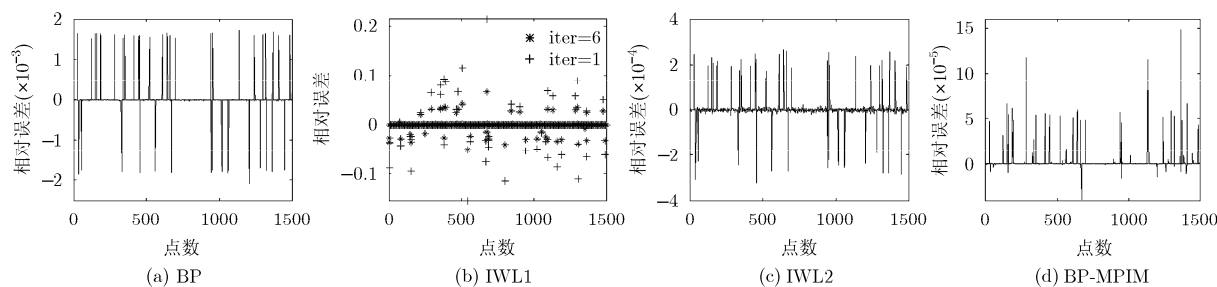 2
1
0
−1
−2
相对误差(×10⁻³)
0 500 1000 1500
点数
(a) BP
0.2
0.1
0
−0.1
相对误差
iter=6
iter=1
0 500 1000 1500
点数
(b) IWL1
4
2
0
−2
−4
相对误差(×10⁻⁴)
0 500 1000 1500
点数
(c) IWL2
15
10
5
0
相对误差(×10⁻⁵)
0 500 1000 1500
点数
(d) BP-MPIM